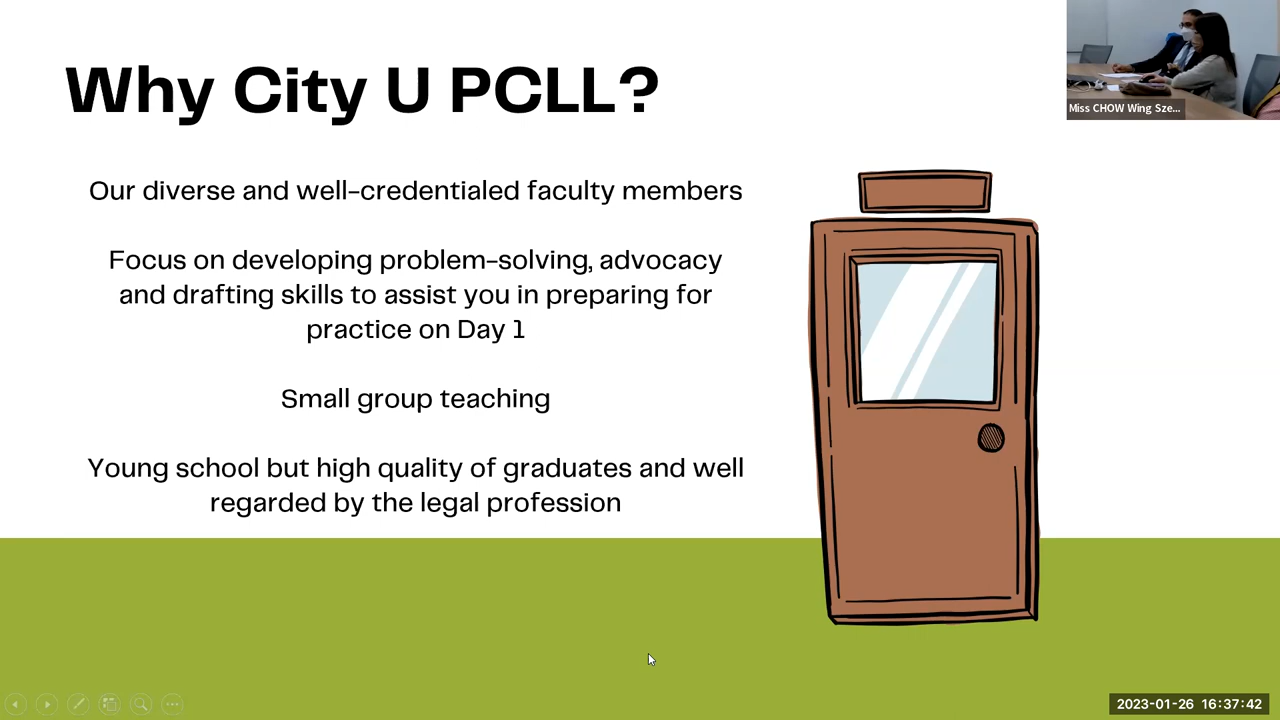 Why City U PCLL?
Miss CHOW Wing Sze...
Our diverse and well-credentialed faculty members
Focus on developing problem-solving, advocacy
and drafting skills to assist you in preparing for
practice on Day 1
Small group teaching
Young school but high quality of graduates and well
regarded by the legal profession
2023-01-26 16:37:42